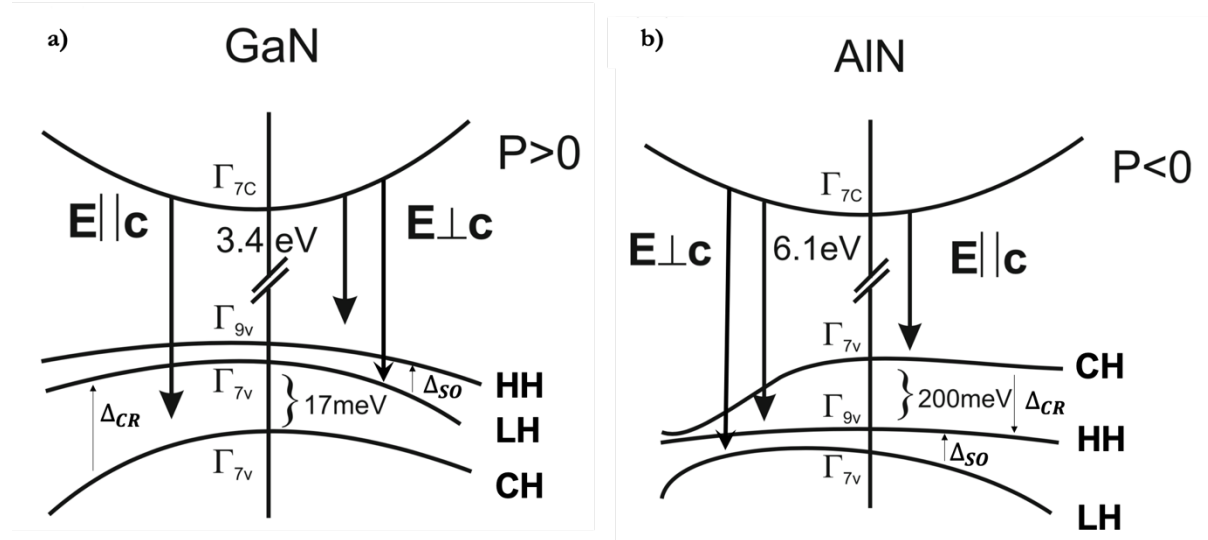 a)
GaN
P>0
Γ7C
E||c
3.4 eV
E⊥c
Γ9v
Γ7v
17meV
ΔSO
HH
ΔCR
LH
Γ7v
CH
b)
AlN
P<0
Γ7C
E⊥c
6.1eV
E||c
Γ7v
CH
200meV
ΔCR
Γ9v
HH
ΔSO
Γ7v
LH